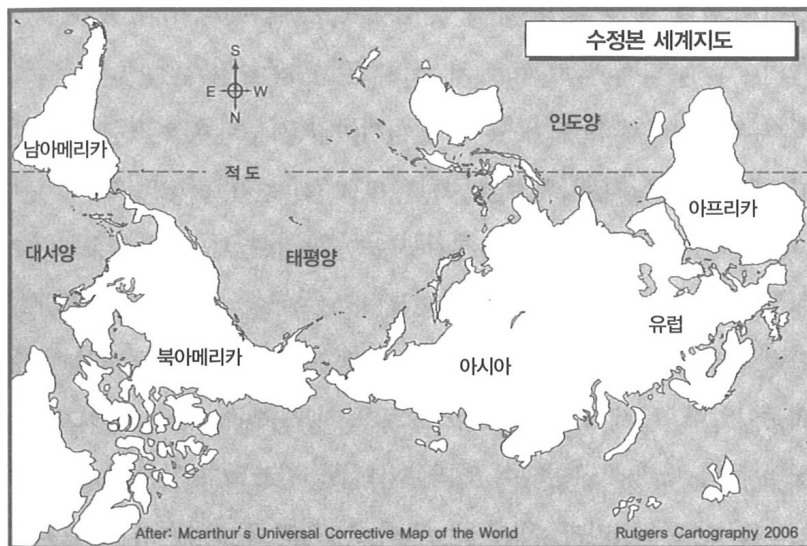 수정본 세계지도
S
E W
N
인도양
남아메리카
적 도
아프리카
대서양
태평양
유럽
북아메리카
아시아
After: Mcarthur's Universal Corrective Map of the World
Rutgers Cartography 2006